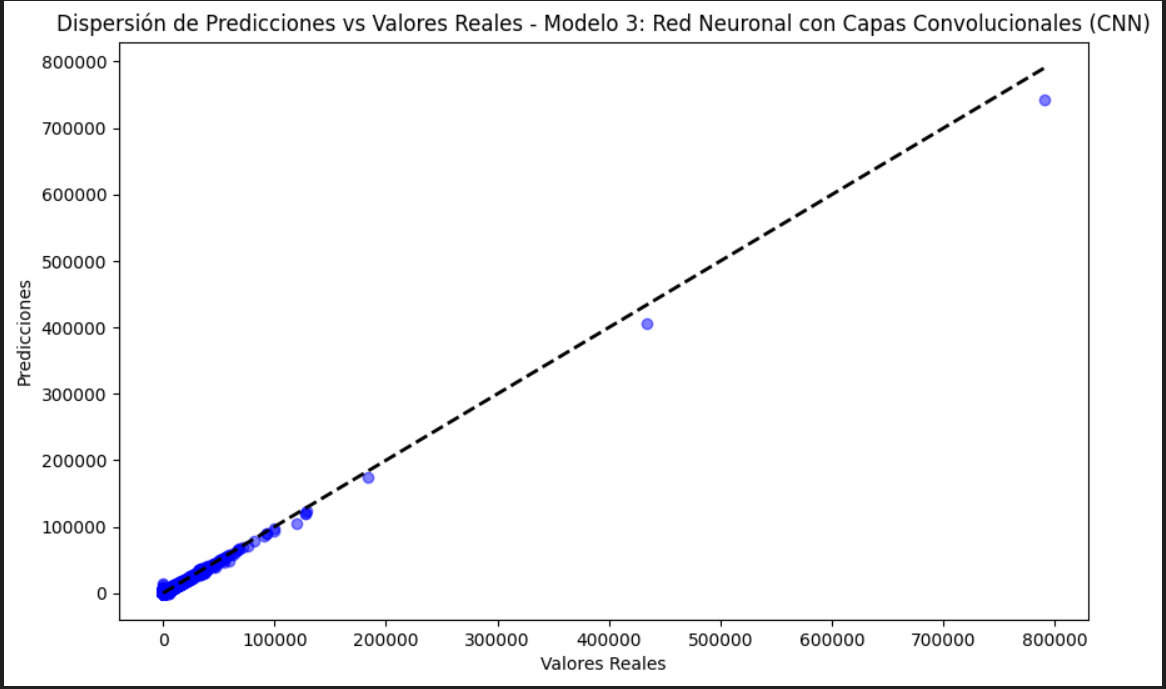 Dispersión de Predicciones vs Valores Reales - Modelo 3: Red Neuronal con Capas Convolucionales (CNN)
800000
700000
600000
500000
400000
300000
200000
100000
0
Predicciones
0 100000 200000 300000 400000 500000 600000 700000 800000
Valores Reales